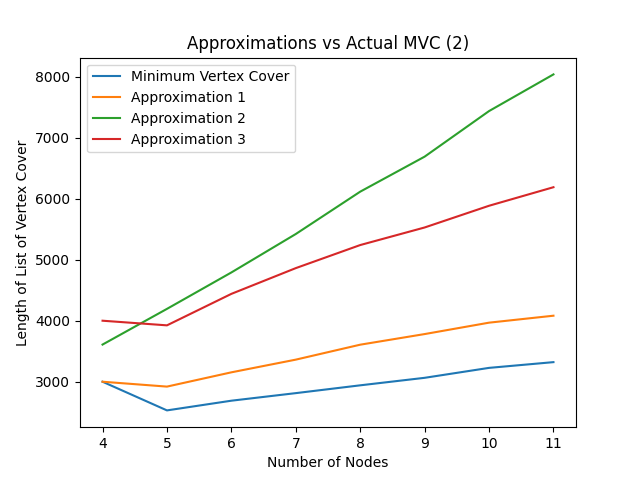 Approximations vs Actual MVC (2)
Minimum Vertex Cover
Approximation 1
Approximation 2
Approximation 3
Length of List of Vertex Cover
8000
7000
6000
5000
4000
3000
4 5 6 7 8 9 10 11
Number of Nodes